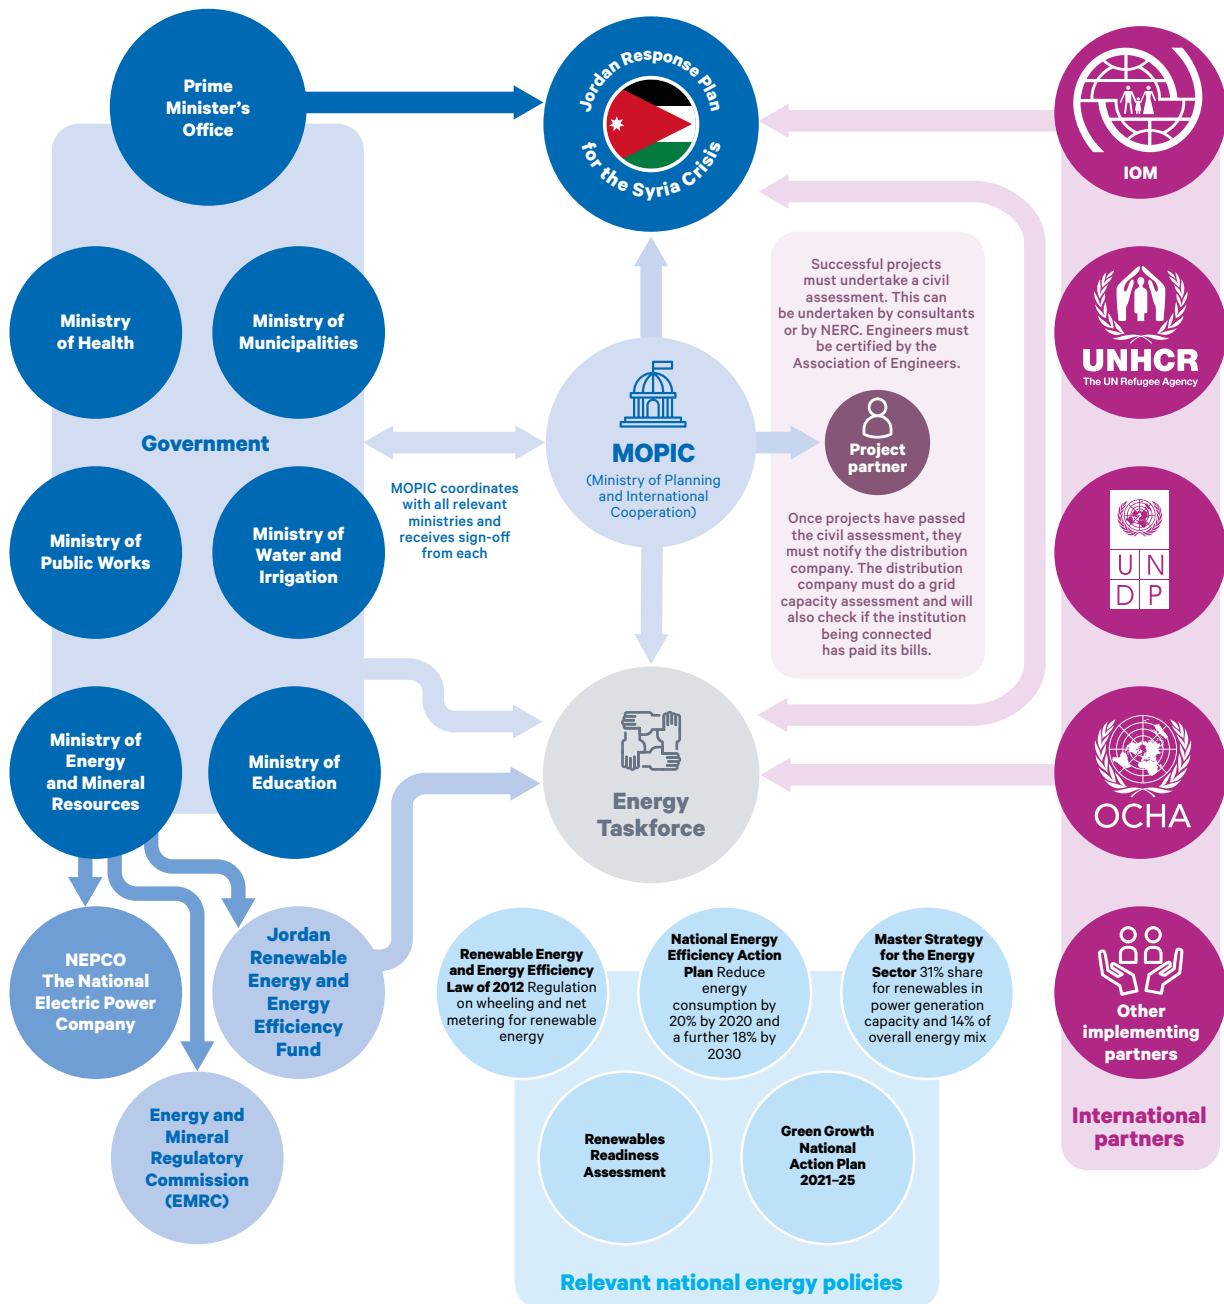 Prime
Minister's
Office
Jordan Response Plan
for the Syria Crisis
IOM
Ministry
of Health
Ministry of
Municipalities
Government
Ministry of
Public Works
Ministry of
Water and
Irrigation
Ministry of
Energy
and Mineral
Resources
Ministry of
Education
MOPIC coordinates
with all relevant
ministries and
receives sign-off
from each
MOPIC
(Ministry of Planning
and International
Cooperation)
Successful projects
must undertake a civil
assessment. This can
be undertaken by consultants
or by NERC. Engineers must
be certified by the
Association of Engineers.
Project
partner
Once projects have passed
the civil assessment, they
must notify the distribution
company. The distribution
company must do a grid
capacity assessment and will
also check if the institution
being connected
has paid its bills.
UNHCR
The UN Refugee Agency
U N
D P
OCHA
Other
implementing
partners
International
partners
Energy
Taskforce
NEPCO
The National
Electric Power
Company
Jordan
Renewable
Energy and
Energy
Efficiency
Fund
Energy and
Mineral
Regulatory
Commission
(EMRC)
Renewable Energy
and Energy Efficiency
Law of 2012 Regulation
on wheeling and net
metering for renewable
energy
National Energy
Efficiency Action
Plan Reduce
energy
consumption by
20% by 2020 and
a further 18% by
2030
Master Strategy
for the Energy
Sector 31% share
for renewables in
power generation
capacity and 14% of
overall energy mix
Renewables
Readiness
Assessment
Green Growth
National
Action Plan
2021–25
Relevant national energy policies